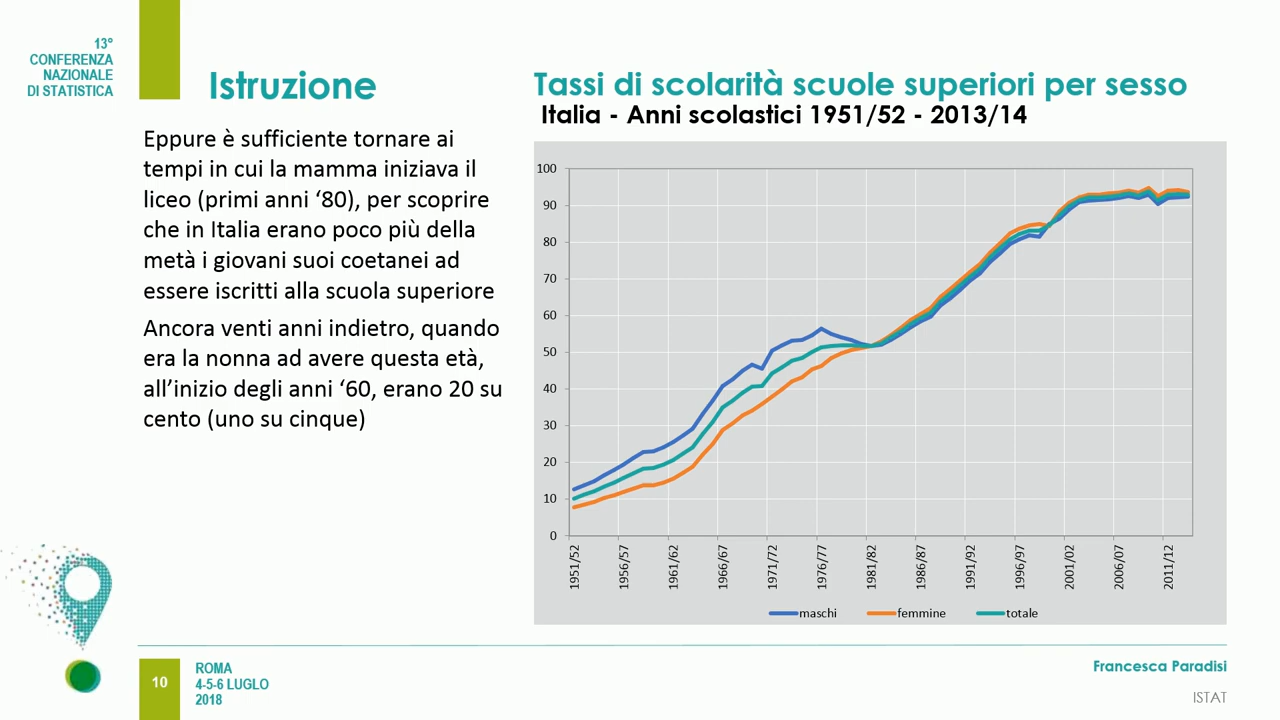 13°
CONFERENZA
NAZIONALE
DI STATISTICA
Istruzione
Eppure è sufficiente tornare ai
tempi in cui la mamma iniziava il
liceo (primi anni ‘80), per scoprire
che in Italia erano poco più della
metà i giovani suoi coetanei ad
essere iscritti alla scuola superiore
Ancora venti anni indietro, quando
era la nonna ad avere questa età,
all’inizio degli anni ‘60, erano 20 su
cento (uno su cinque)
Tassi di scolarità scuole superiori per sesso
Italia - Anni scolastici 1951/52 - 2013/14
100
90
80
70
60
50
40
30
20
10
0
1951/52
1956/57
1961/62
1966/67
1971/72
1976/77
1981/82
1986/87
1991/92
1996/97
2001/02
2006/07
2011/12
maschi
femmine
totale
10
ROMA
4-5-6 LUGLIO
2018
Francesca Paradisi
ISTAT